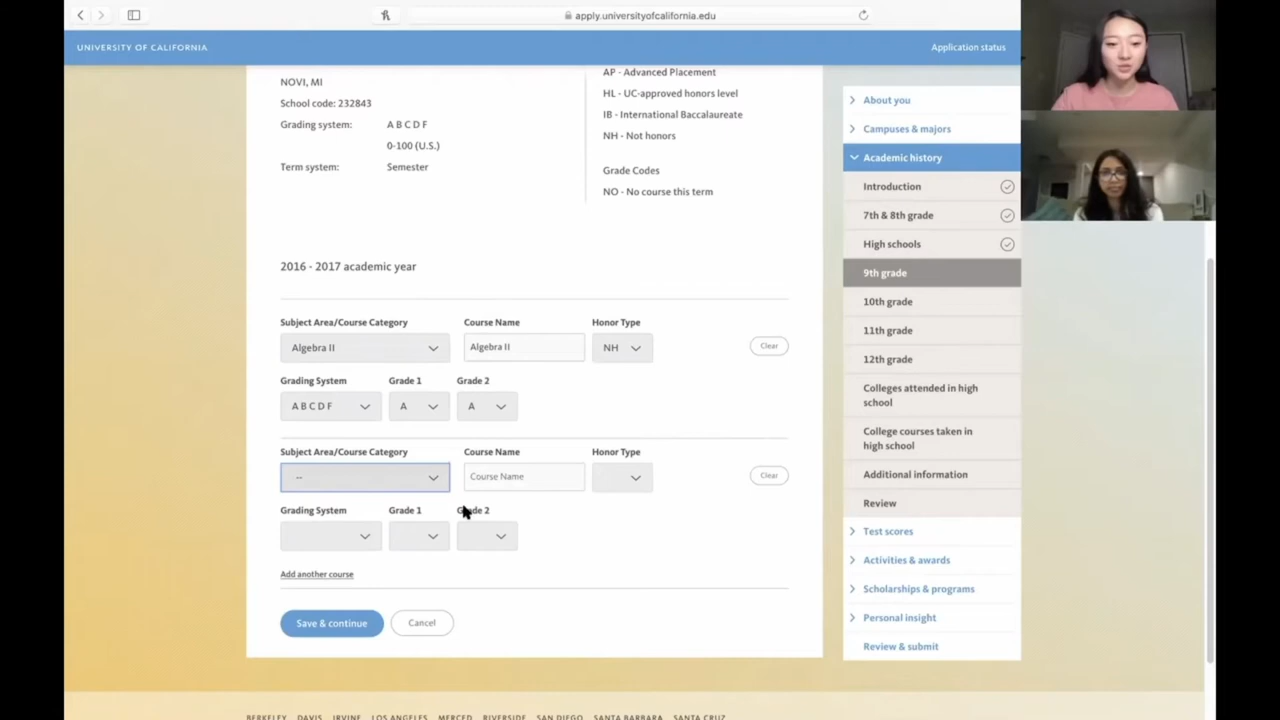 apply.universityofcalifornia.edu
UNIVERSITY OF CALIFORNIA
Application status
NOVI, MI
School code: 232843
Grading system: A B C D F
0-100 (U.S.)
Term system: Semester
AP - Advanced Placement
HL - UC-approved honors level
IB - International Baccalaureate
NH - Not honors
Grade Codes
NO - No course this term
2016 - 2017 academic year
Subject Area/Course Category Course Name Honor Type
Algebra II Algebra II NH Clear
Grading System Grade 1 Grade 2
A B C D F A A
Subject Area/Course Category Course Name Honor Type
-- Course Name Clear
Grading System Grade 1 Grade 2
Add another course
Save & continue Cancel
About you
Campuses & majors
Academic history
Introduction
7th & 8th grade
High schools
9th grade
10th grade
11th grade
12th grade
Colleges attended in high
school
College courses taken in
high school
Additional information
Review
Test scores
Activities & awards
Scholarships & programs
Personal insight
Review & submit
BERKELEY DAVIS IRVINE LOS ANGELES MERCED RIVERSIDE SAN DIEGO SANTA BARBARA SANTA CRUZ